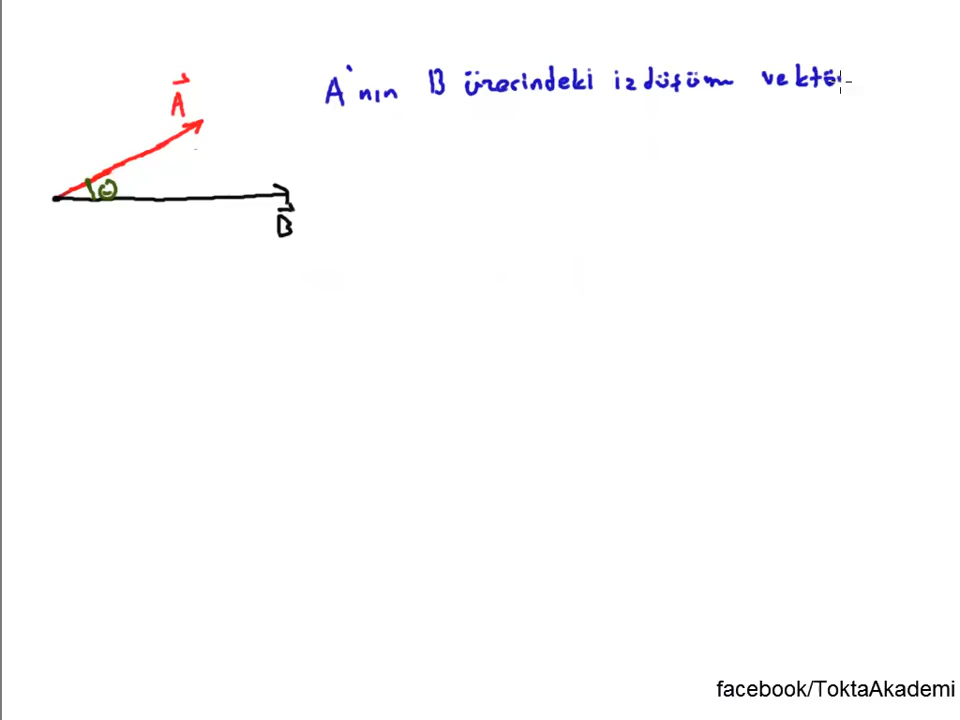 A'nın B üzerindeki izdüşüm vektö
A
θ
B
facebook/ToktaAkademi